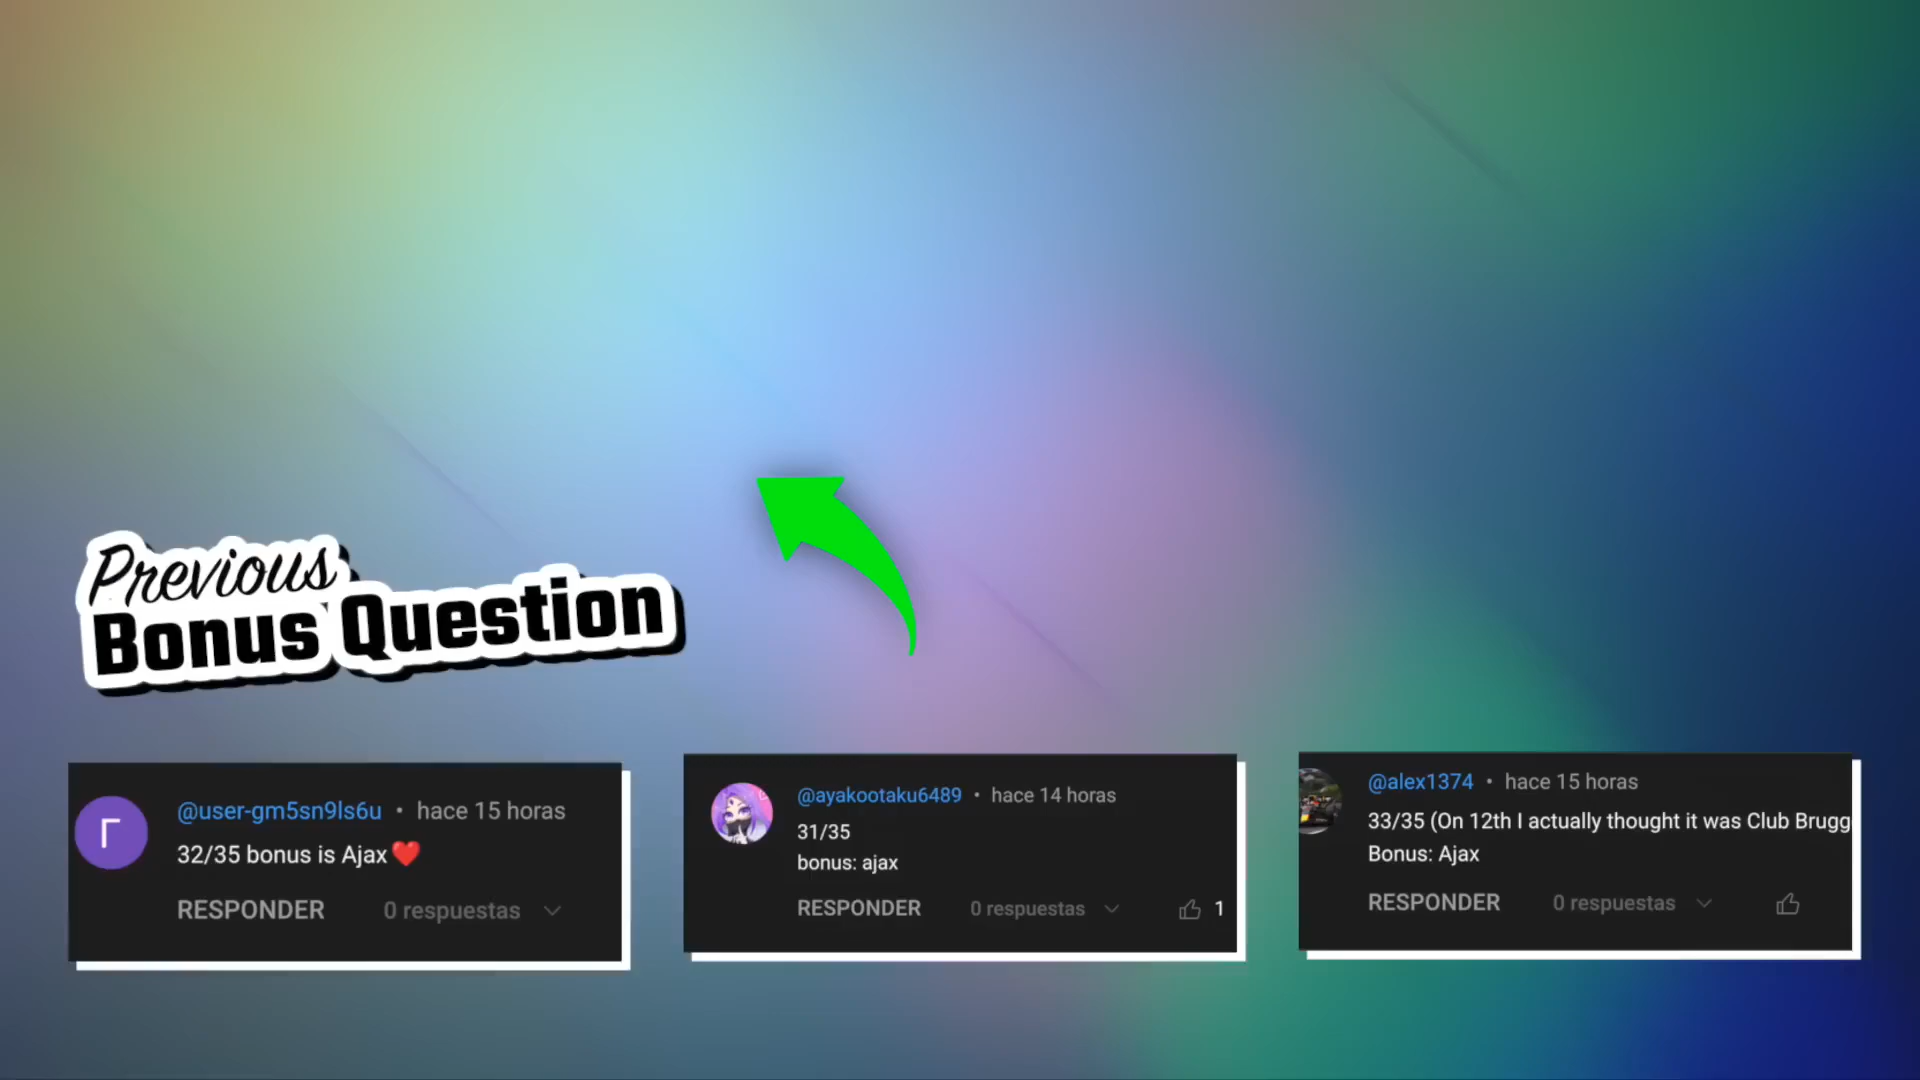 Previous
Bonus Question
Г
@user-gm5sn9ls6u • hace 15 horas
32/35 bonus is Ajax❤️
RESPONDER 0 respuestas
@ayakootaku6489 • hace 14 horas
31/35
bonus: ajax
RESPONDER 0 respuestas 1
@alex1374 • hace 15 horas
33/35 (On 12th I actually thought it was Club Brugg
Bonus: Ajax
RESPONDER 0 respuestas